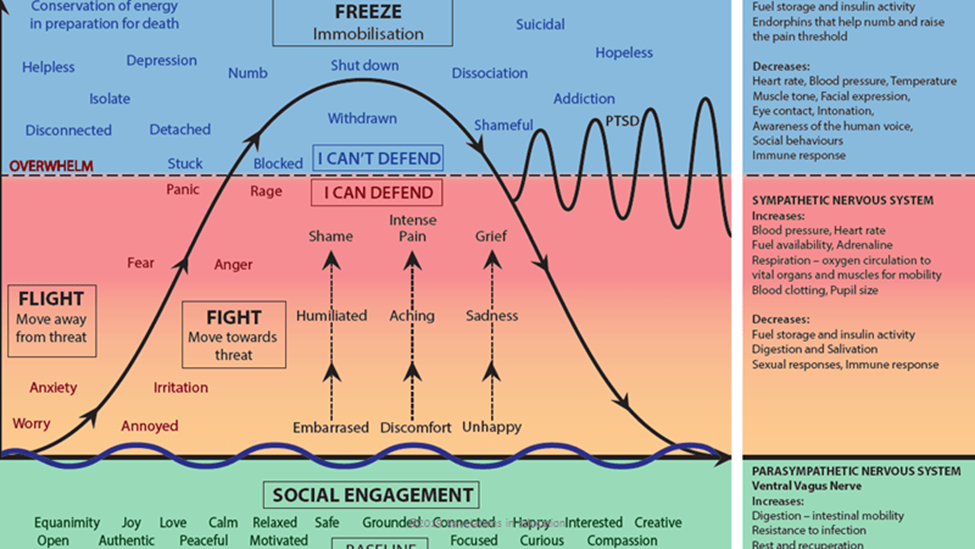 Conservation of energy
in preparation for death
FREEZE
Immobilisation
Suicidal
Helpless
Depression
Numb
Shut down
Dissociation
Hopeless
Isolate
Addiction
Disconnected
Detached
Withdrawn
Shameful
PTSD
OVERWHELM
Stuck
Blocked
I CAN'T DEFEND
Panic
Rage
I CAN DEFEND
Shame
Intense
Pain
Grief
Fear
Anger
FLIGHT
Move away
from threat
FIGHT
Move towards
threat
Humiliated
Aching
Sadness
Anxiety
Irritation
Worry
Annoyed
Embarrased
Discomfort
Unhappy
SOCIAL ENGAGEMENT
Equanimity Joy Love Calm Relaxed Safe Grounded Connected Happy Interested Creative
Open Authentic Peaceful Motivated Focused Curious Compassion
BASELINE
Fuel storage and insulin activity
Endorphins that help numb and raise
the pain threshold
Decreases:
Heart rate, Blood pressure, Temperature
Muscle tone, Facial expression,
Eye contact, Intonation,
Awareness of the human voice,
Social behaviours
Immune response
SYMPATHETIC NERVOUS SYSTEM
Increases:
Blood pressure, Heart rate
Fuel availability, Adrenaline
Respiration – oxygen circulation to
vital organs and muscles for mobility
Blood clotting, Pupil size
Decreases:
Fuel storage and insulin activity
Digestion and Salivation
Sexual responses, Immune response
PARASYMPATHETIC NERVOUS SYSTEM
Ventral Vagus Nerve
Increases:
Digestion – intestinal mobility
Resistance to infection
Rest and recuperation